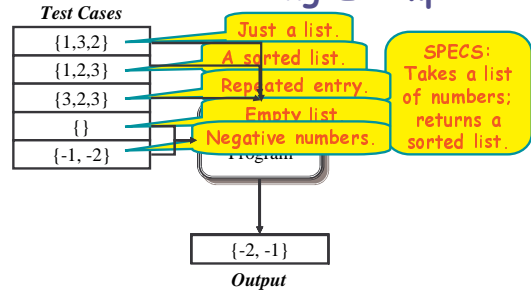 Test Cases
{1,3,2}
{1,2,3}
{3,2,3}
{}
{-1, -2}
Just a list.
A sorted list.
Repeated entry.
Empty list
Negative numbers.
SPECS:
Takes a list
of numbers;
returns a
sorted list.
Program
{-2, -1}
Output